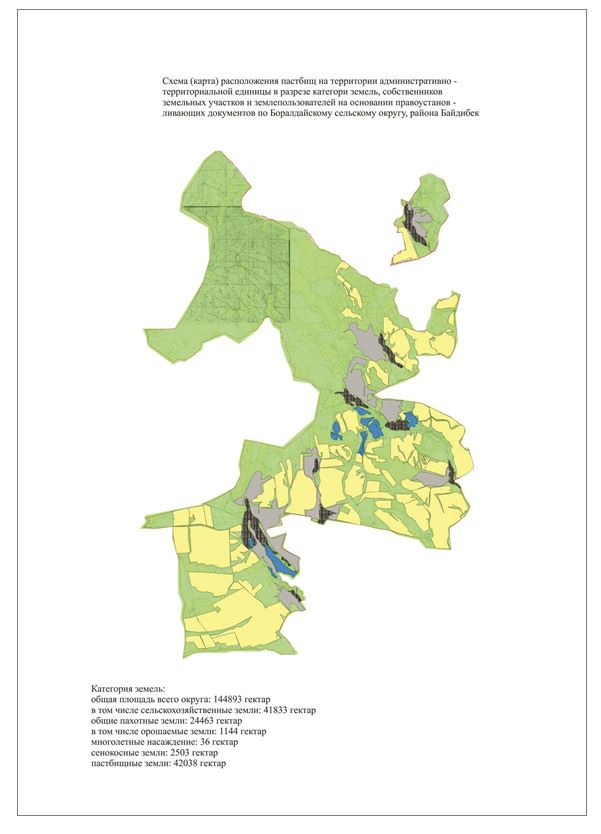 Схема (карта) расположения пастбищ на территории административно -
территориальной единицы в разрезе категори земель, собственников
земельных участков и землепользователей на основании правоустанов -
ливающих документов по Боралдайскому сельскому округу, района Байдибек
Категория земель:
общая площадь всего округа: 144893 гектар
в том числе сельскохозяйственные земли: 41833 гектар
общие пахотные земли: 24463 гектар
в том числе орошаемые земли: 1144 гектар
многолетные насаждение: 36 гектар
сенокосные земли: 2503 гектар
пастбищные земли: 42038 гектар